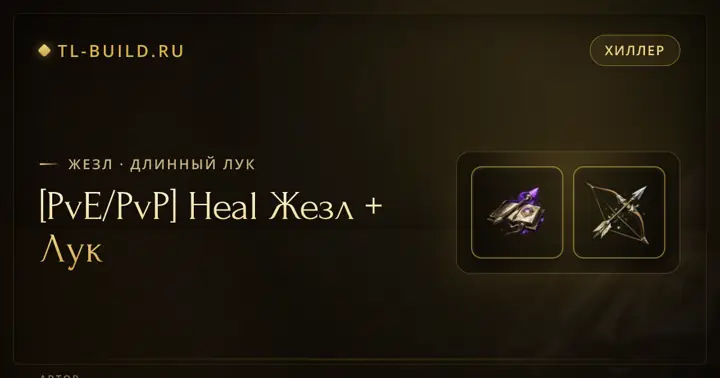 TL-BUILD.RU
ХИЛЛЕР
ЖЕЗЛ · ДЛИННЫЙ ЛУК
[PvE/PvP] Heal Жезл +
Лук